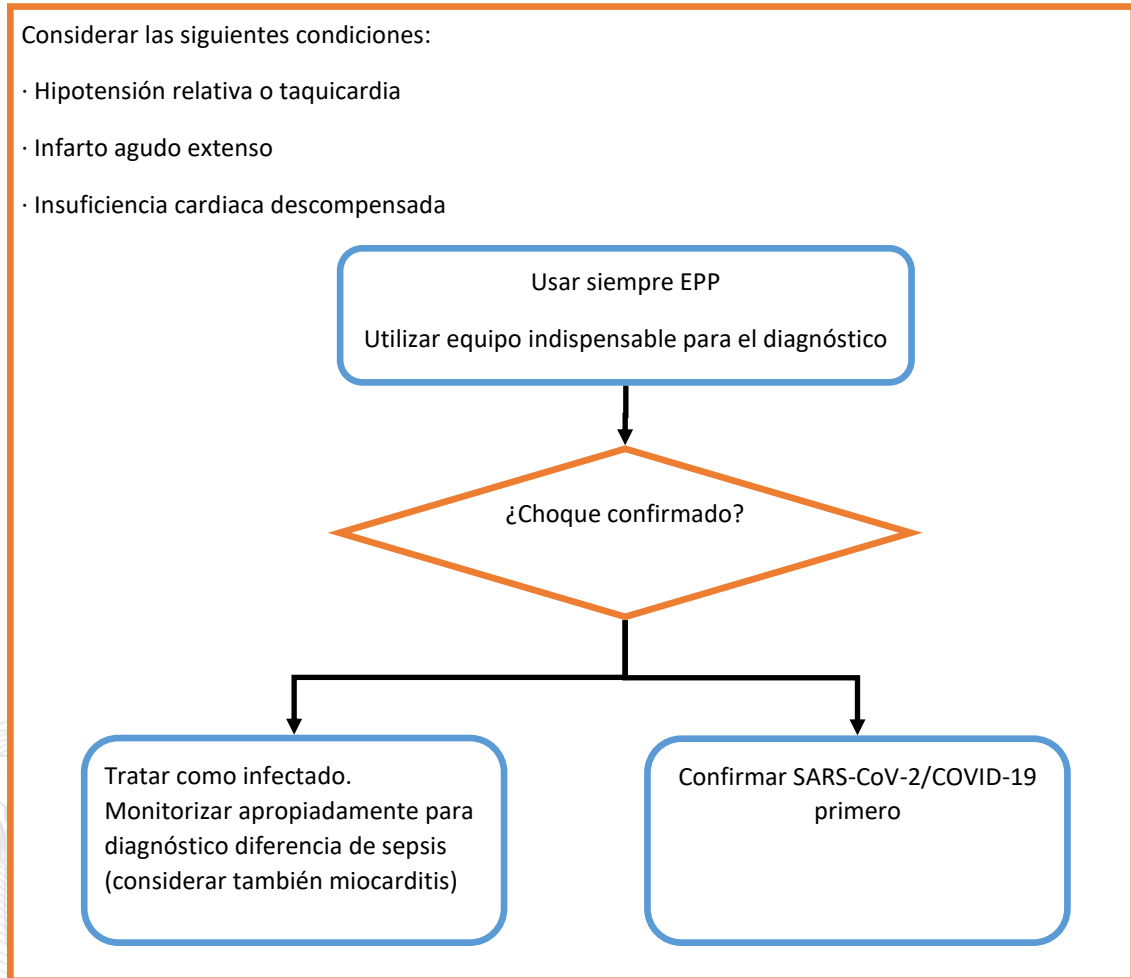 Considerar las siguientes condiciones:
· Hipotensión relativa o taquicardia
· Infarto agudo extenso
· Insuficiencia cardiaca descompensada
Usar siempre EPP
Utilizar equipo indispensable para el diagnóstico
¿Choque confirmado?
Tratar como infectado.
Monitorizar apropiadamente para
diagnóstico diferencia de sepsis
(considerar también miocarditis)
Confirmar SARS-CoV-2/COVID-19
primero